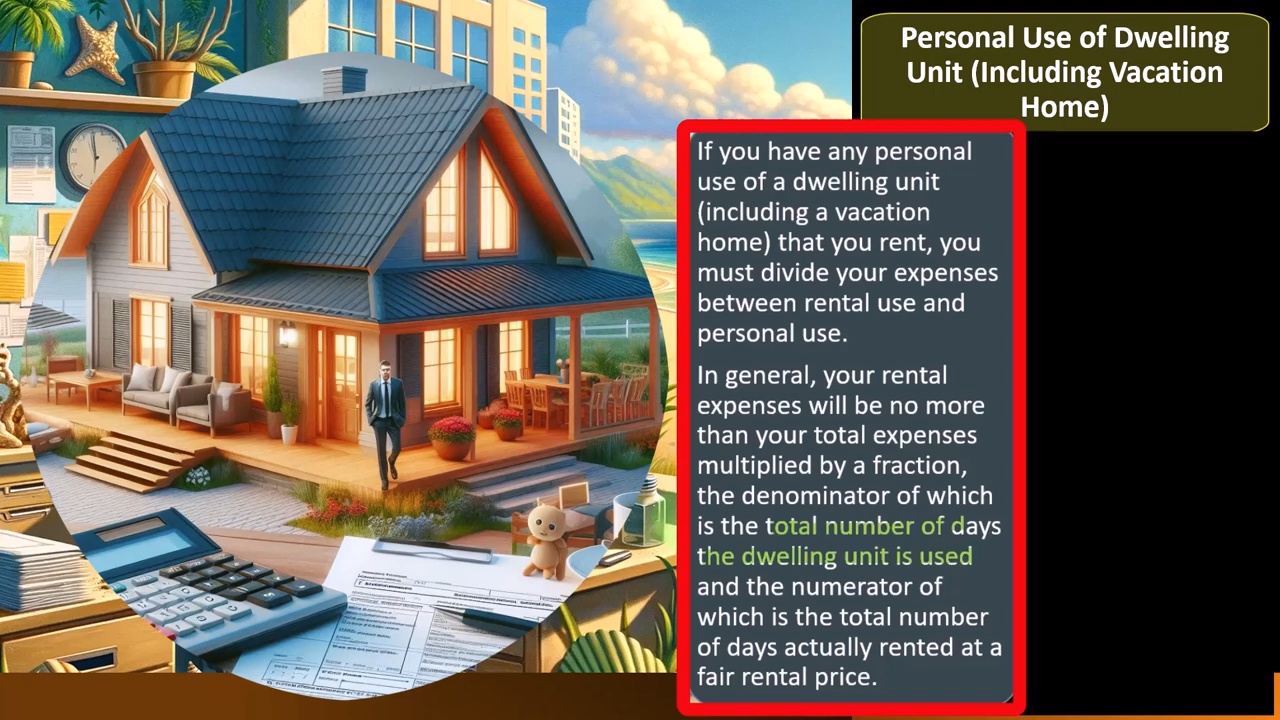 Personal Use of Dwelling
Unit (Including Vacation
Home)
If you have any personal
use of a dwelling unit
(including a vacation
home) that you rent, you
must divide your expenses
between rental use and
personal use.
In general, your rental
expenses will be no more
than your total expenses
multiplied by a fraction,
the denominator of which
is the total number of days
the dwelling unit is used
and the numerator of
which is the total number
of days actually rented at a
fair rental price.